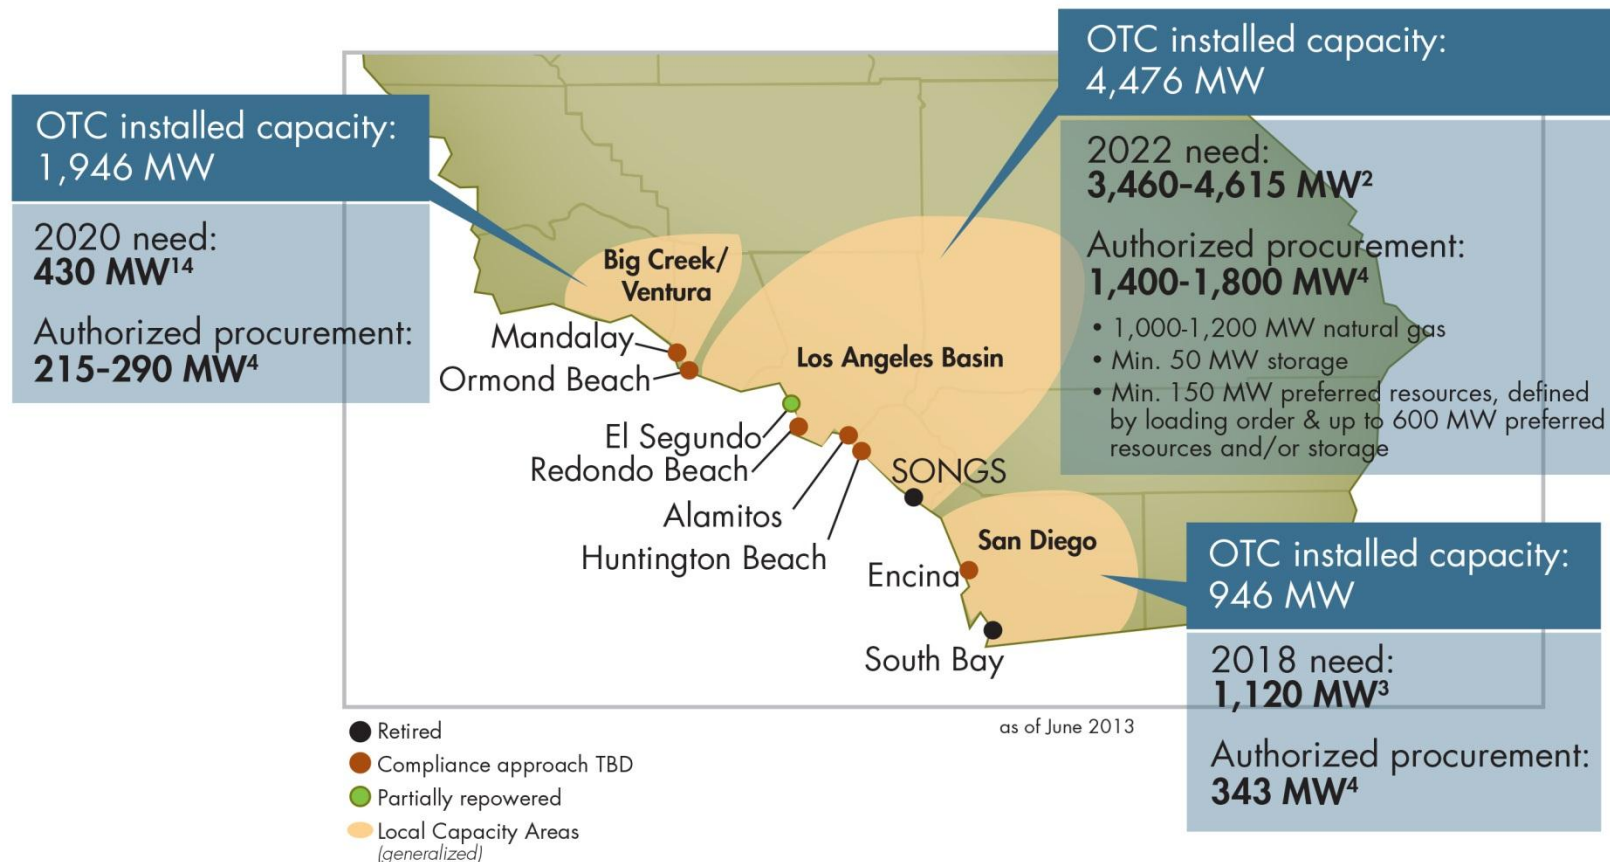 OTC installed capacity:
1,946 MW
2020 need:
430 MW¹⁴
Authorized procurement:
215-290 MW⁴
OTC installed capacity:
4,476 MW
2022 need:
3,460-4,615 MW²
Authorized procurement:
1,400-1,800 MW⁴
• 1,000-1,200 MW natural gas
• Min. 50 MW storage
• Min. 150 MW preferred resources, defined
by loading order & up to 600 MW preferred
resources and/or storage
Big Creek/
Ventura
Los Angeles Basin
San Diego
Mandalay
Ormond Beach
El Segundo
Redondo Beach
Alamitos
Huntington Beach
SONGS
Encina
South Bay
OTC installed capacity:
946 MW
2018 need:
1,120 MW³
Authorized procurement:
343 MW⁴
as of June 2013
Retired
Compliance approach TBD
Partially repowered
Local Capacity Areas
(generalized)